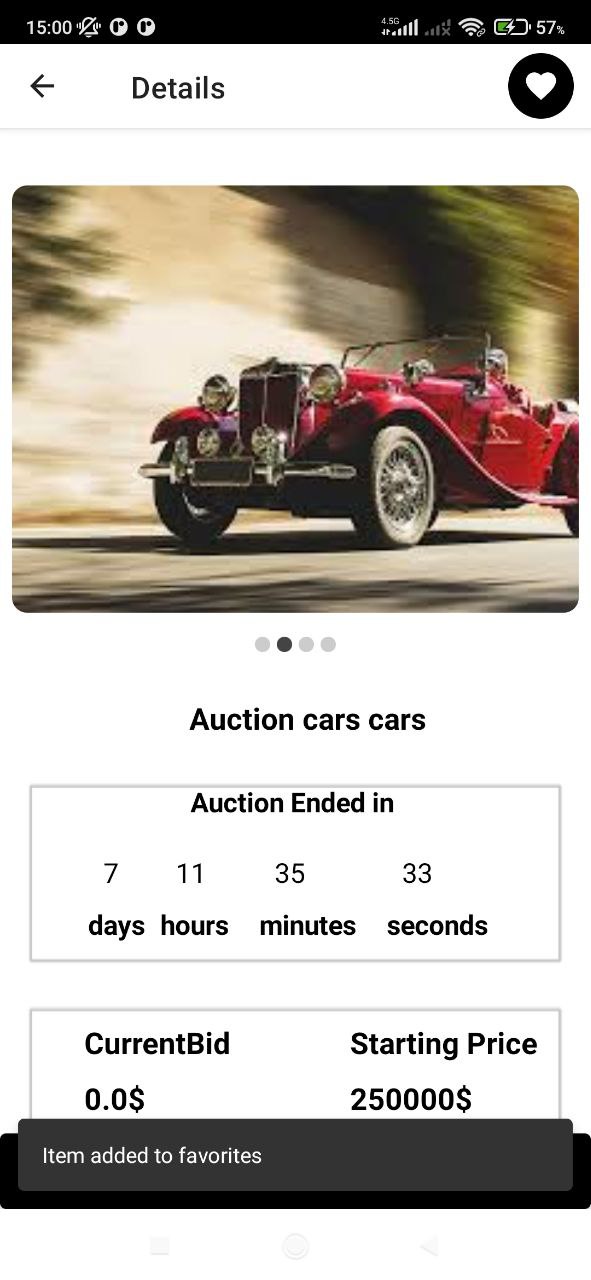 15:00 4.5G 57%
Details
Auction cars cars
Auction Ended in
7 11 35 33
days hours minutes seconds
CurrentBid Starting Price
0.0$ 250000$
Item added to favorites